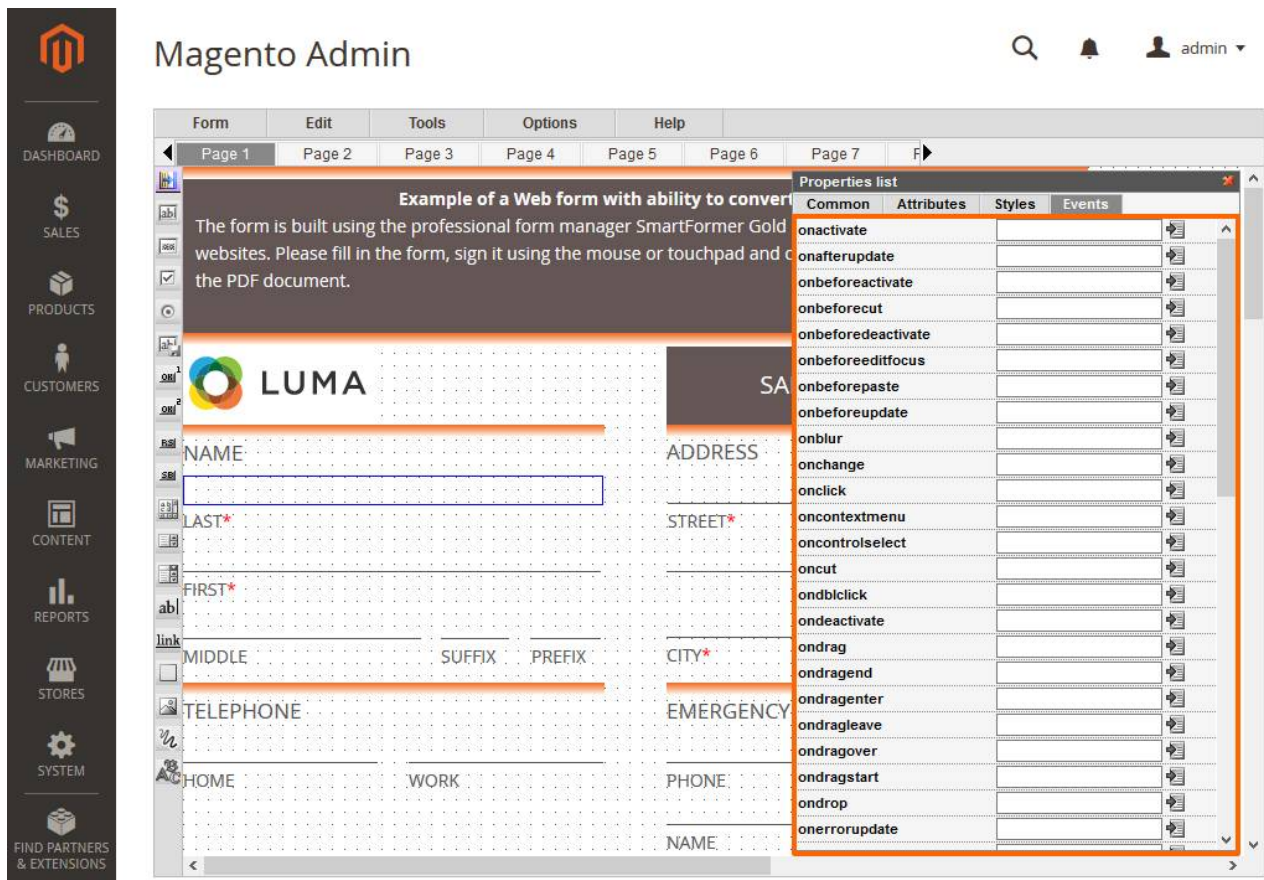 Magento Admin
admin
DASHBOARD
SALES
PRODUCTS
CUSTOMERS
MARKETING
CONTENT
REPORTS
STORES
SYSTEM
FIND PARTNERS
& EXTENSIONS
Form Edit Tools Options Help
Page 1 Page 2 Page 3 Page 4 Page 5 Page 6 Page 7
Example of a Web form with ability to convert
The form is built using the professional form manager SmartFormer Gold
websites. Please fill in the form, sign it using the mouse or touchpad and
the PDF document.
LUMA
SA
NAME
ADDRESS
LAST*
STREET*
FIRST*
MIDDLE SUFFIX PREFIX
CITY*
TELEPHONE
EMERGENCY
HOME WORK
PHONE
NAME
ab|
link
Properties list
Common Attributes Styles Events
onactivate
onafterupdate
onbeforeactivate
onbeforecut
onbeforedeactivate
onbeforeeditfocus
onbeforepaste
onbeforeupdate
onblur
onchange
onclick
oncontextmenu
oncontrolselect
oncut
ondblclick
ondeactivate
ondrag
ondragend
ondragenter
ondragleave
ondragover
ondragstart
ondrop
onerrorupdate